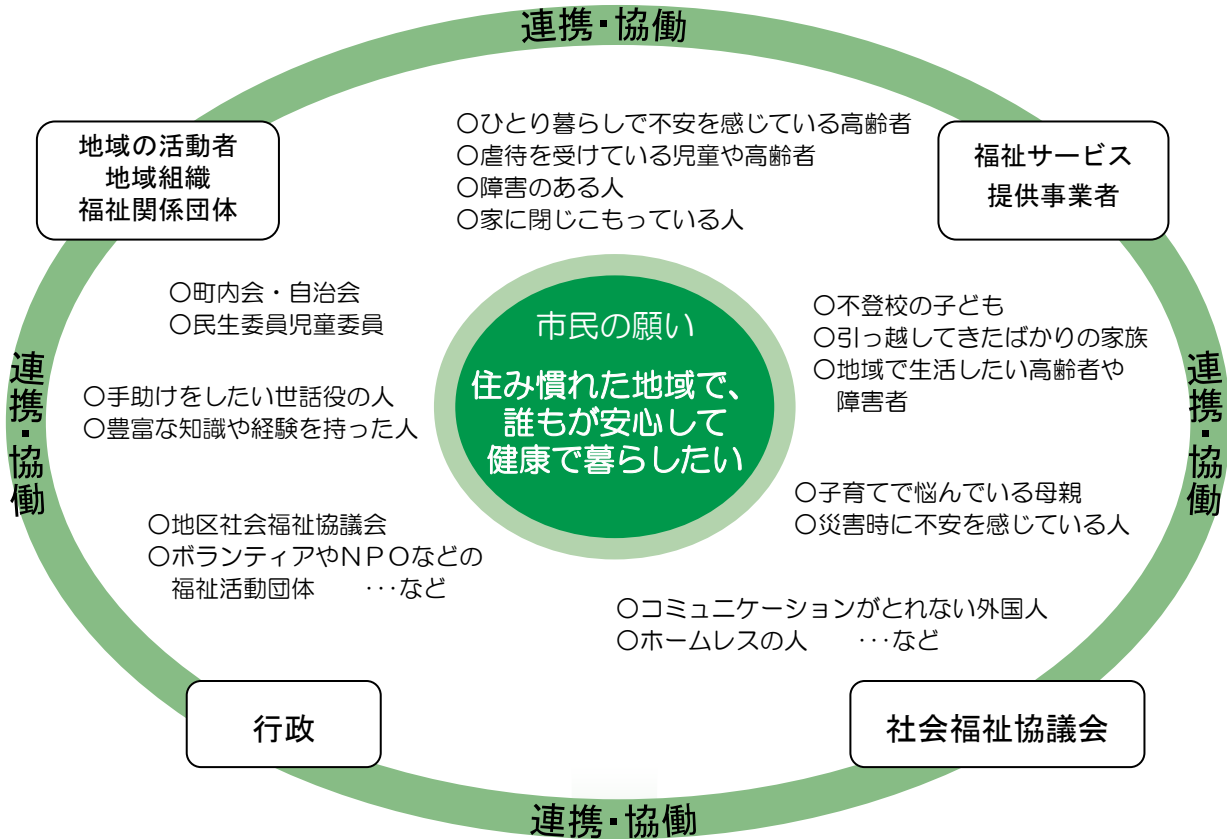 連携・協働
地域の活動者
地域組織
福祉関係団体
○ひとり暮らしで不安を感じている高齢者
○虐待を受けている児童や高齢者
○障害のある人
○家に閉じこもっている人
福祉サービス
提供事業者
○町内会・自治会
○民生委員児童委員
市民の願い
住み慣れた地域で、
誰もが安心して
健康で暮らしたい
○不登校の子ども
○引っ越してきたばかりの家族
○地域で生活したい高齢者や
障害者
連携・協働
○手助けをしたい世話役の人
○豊富な知識や経験を持った人
連携・協働
○子育てで悩んでいる母親
○災害時に不安を感じている人
○地区社会福祉協議会
○ボランティアやNPOなどの
福祉活動団体　　･･･など
○コミュニケーションがとれない外国人
○ホームレスの人　　･･･など
行政
社会福祉協議会
連携・協働